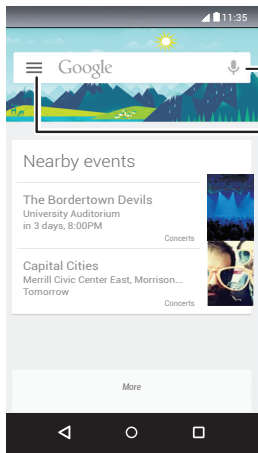 11:35
Google
Nearby events
The Bordertown Devils
University Auditorium
in 3 days, 8:00PM
Concerts
Capital Cities
Merrill Civic Center East, Morrison...
Tomorrow
Concerts
More